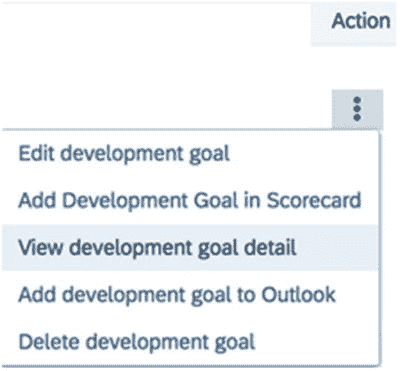 Action
Edit development goal
Add Development Goal in Scorecard
View development goal detail
Add development goal to Outlook
Delete development goal